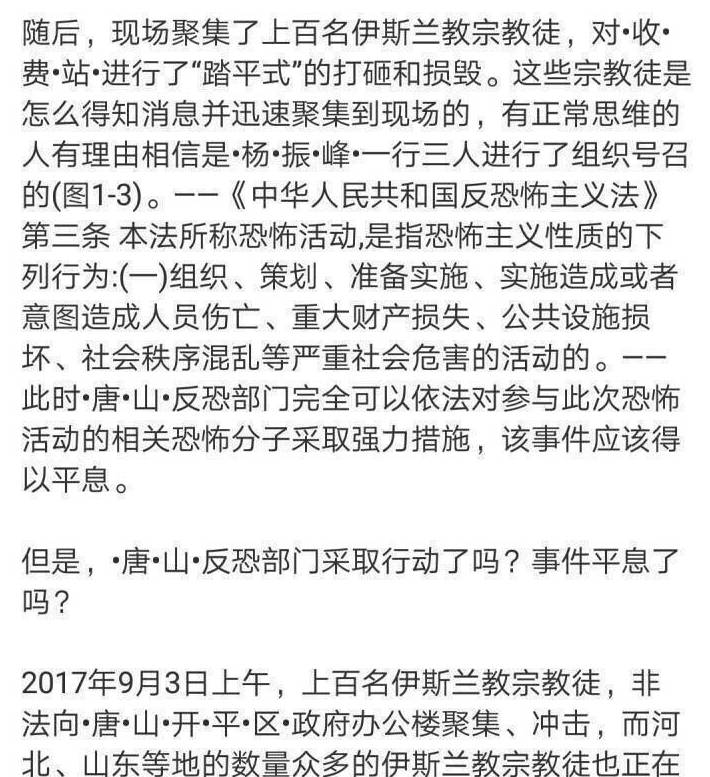 随后，现场聚集了上百名伊斯兰教宗教徒，对•收•
费•站•进行了“踏平式”的打砸和损毁。这些宗教徒是
怎么得知消息并迅速聚集到现场的，有正常思维的
人有理由相信是•杨•振•峰•一行三人进行了组织号召
的(图1-3)。——《中华人民共和国反恐怖主义法》
第三条 本法所称恐怖活动,是指恐怖主义性质的下
列行为:(一)组织、策划、准备实施、实施造成或者
意图造成人员伤亡、重大财产损失、公共设施损
坏、社会秩序混乱等严重社会危害的活动的。——
此时•唐•山•反恐部门完全可以依法对参与此次恐怖
活动的相关恐怖分子采取强力措施，该事件应该得
以平息。
但是，•唐•山•反恐部门采取行动了吗？事件平息了
吗？
2017年9月3日上午，上百名伊斯兰教宗教徒，非
法向•唐•山•开•平•区•政府办公楼聚集、冲击，而河
北、山东等地的数量众多的伊斯兰教宗教徒也正在